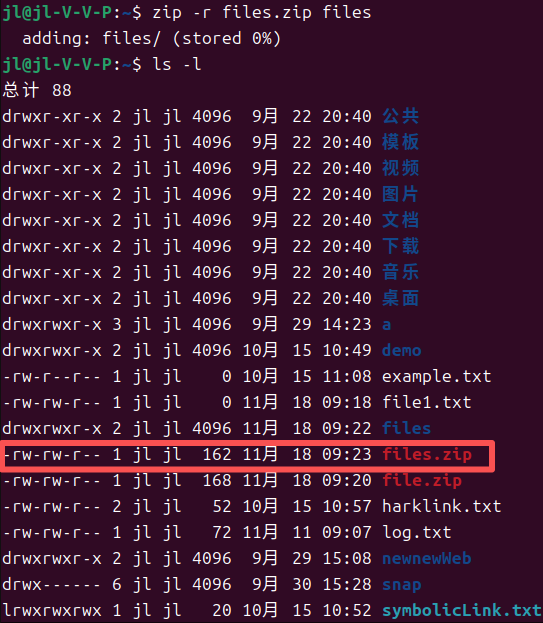 jl@jl-V-V-P:~$ zip -r files.zip files
  adding: files/ (stored 0%)
jl@jl-V-V-P:~$ ls -l
总计 88
drwxr-xr-x 2 jl jl 4096  9月  22 20:40 公共
drwxr-xr-x 2 jl jl 4096  9月  22 20:40 模板
drwxr-xr-x 2 jl jl 4096  9月  22 20:40 视频
drwxr-xr-x 2 jl jl 4096  9月  22 20:40 图片
drwxr-xr-x 2 jl jl 4096  9月  22 20:40 文档
drwxr-xr-x 2 jl jl 4096  9月  22 20:40 下载
drwxr-xr-x 2 jl jl 4096  9月  22 20:40 音乐
drwxr-xr-x 2 jl jl 4096  9月  22 20:40 桌面
drwxrwxr-x 3 jl jl 4096  9月  29 14:23 a
drwxrwxr-x 2 jl jl 4096 10月  15 10:49 demo
-rw-r--r-- 1 jl jl    0 10月  15 11:08 example.txt
-rw-rw-r-- 1 jl jl    0 11月  18 09:18 file1.txt
drwxrwxr-x 2 jl jl 4096 11月  18 09:22 files
-rw-rw-r-- 1 jl jl  162 11月  18 09:23 files.zip
-rw-rw-r-- 1 jl jl  168 11月  18 09:20 file.zip
-rw-rw-r-- 2 jl jl   52 10月  15 10:57 harklink.txt
-rw-rw-r-- 1 jl jl   72 11月  11 09:07 log.txt
drwxrwxr-x 2 jl jl 4096  9月  29 15:08 newnewWeb
drwx------ 6 jl jl 4096  9月  30 15:28 snap
lrwxrwxrwx 1 jl jl   20 10月  15 10:52 symbolicLink.txt